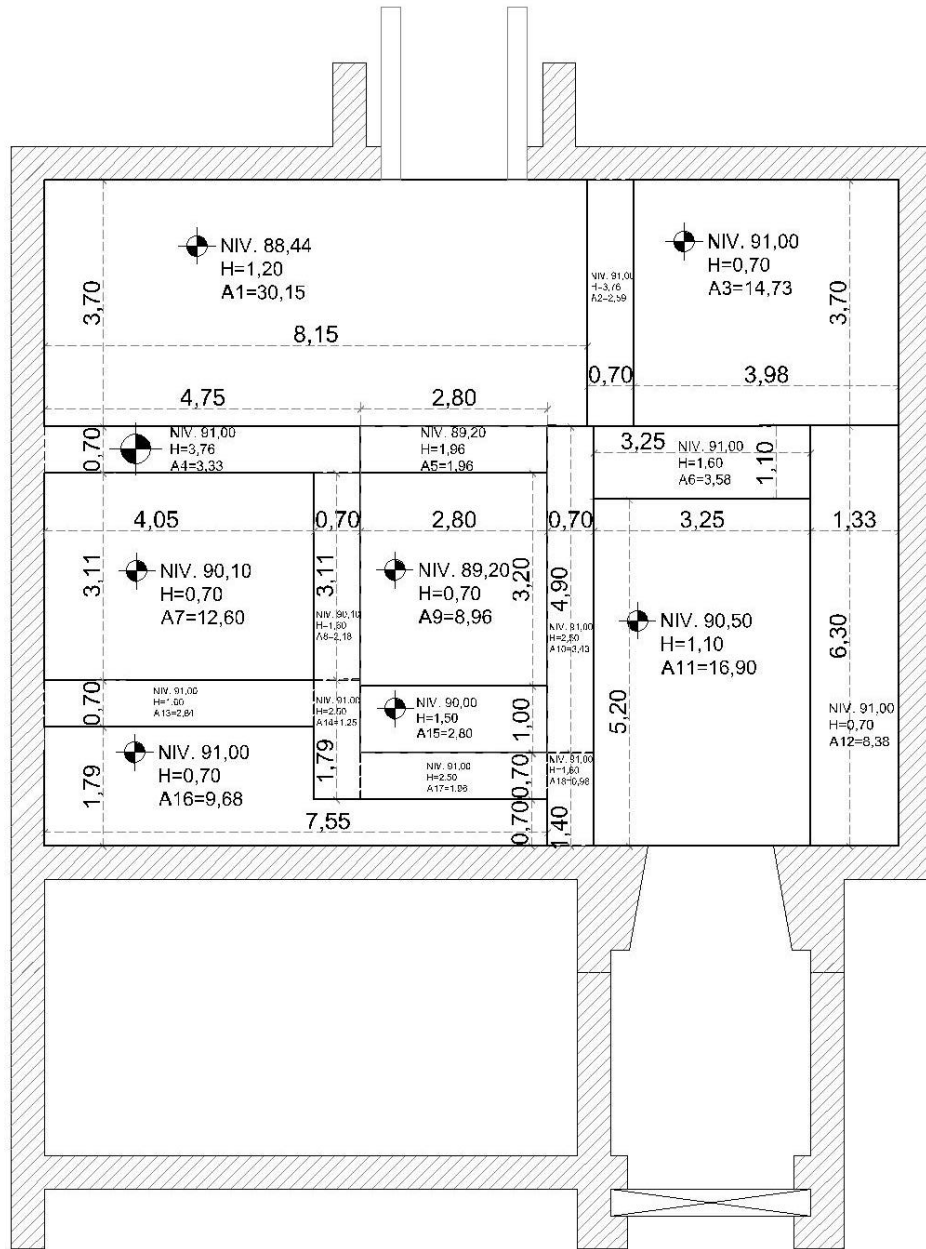 NIV. 88,44
H=1,20
A1=30,15
NIV. 91,00
H=3,76
A2=2,59
NIV. 91,00
H=0,70
A3=14,73
3,70
3,70
8,15
0,70
3,98
4,75
2,80
0,70
NIV. 91,00
H=3,76
A4=3,33
NIV. 89,20
H=1,96
A5=1,96
3,25
NIV. 91,00
H=1,60
A6=3,58
1,10
4,05
0,70
2,80
0,70
3,25
1,33
3,11
NIV. 90,10
H=0,70
A7=12,60
3,11
NIV. 90,10
H=1,60
A8=2,18
NIV. 89,20
H=0,70
A9=8,96
3,20
4,90
NIV. 91,00
H=2,50
A10=3,43
NIV. 90,50
H=1,10
A11=16,90
5,20
6,30
NIV. 91,00
H=0,70
A12=8,38
0,70
NIV. 91,00
A13=2,84
NIV. 91,00
H=2,50
A14=1,25
NIV. 90,00
H=1,50
A15=2,80
1,00
1,79
NIV. 91,00
H=0,70
A16=9,68
1,79
NIV. 91,00
H=2,50
A17=1,96
0,70
NIV. 91,00
H=1,60
A18=0,98
0,70
1,40
7,55